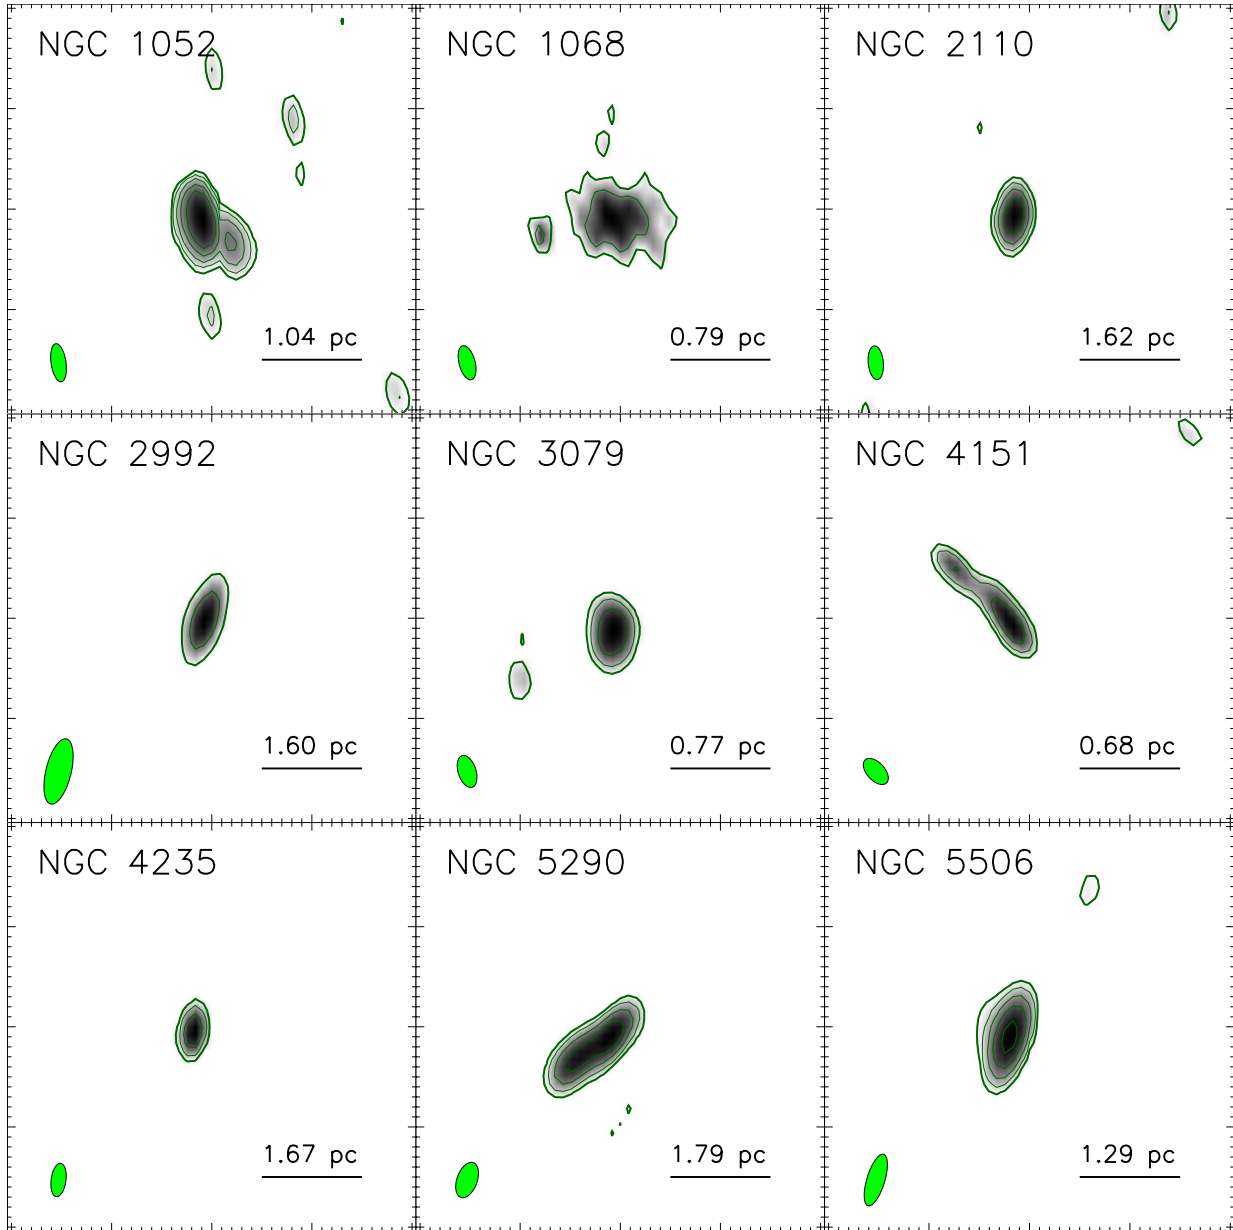 NGC 1052
1.04 pc
NGC 1068
0.79 pc
NGC 2110
1.62 pc
NGC 2992
1.60 pc
NGC 3079
0.77 pc
NGC 4151
0.68 pc
NGC 4235
1.67 pc
NGC 5290
1.79 pc
NGC 5506
1.29 pc